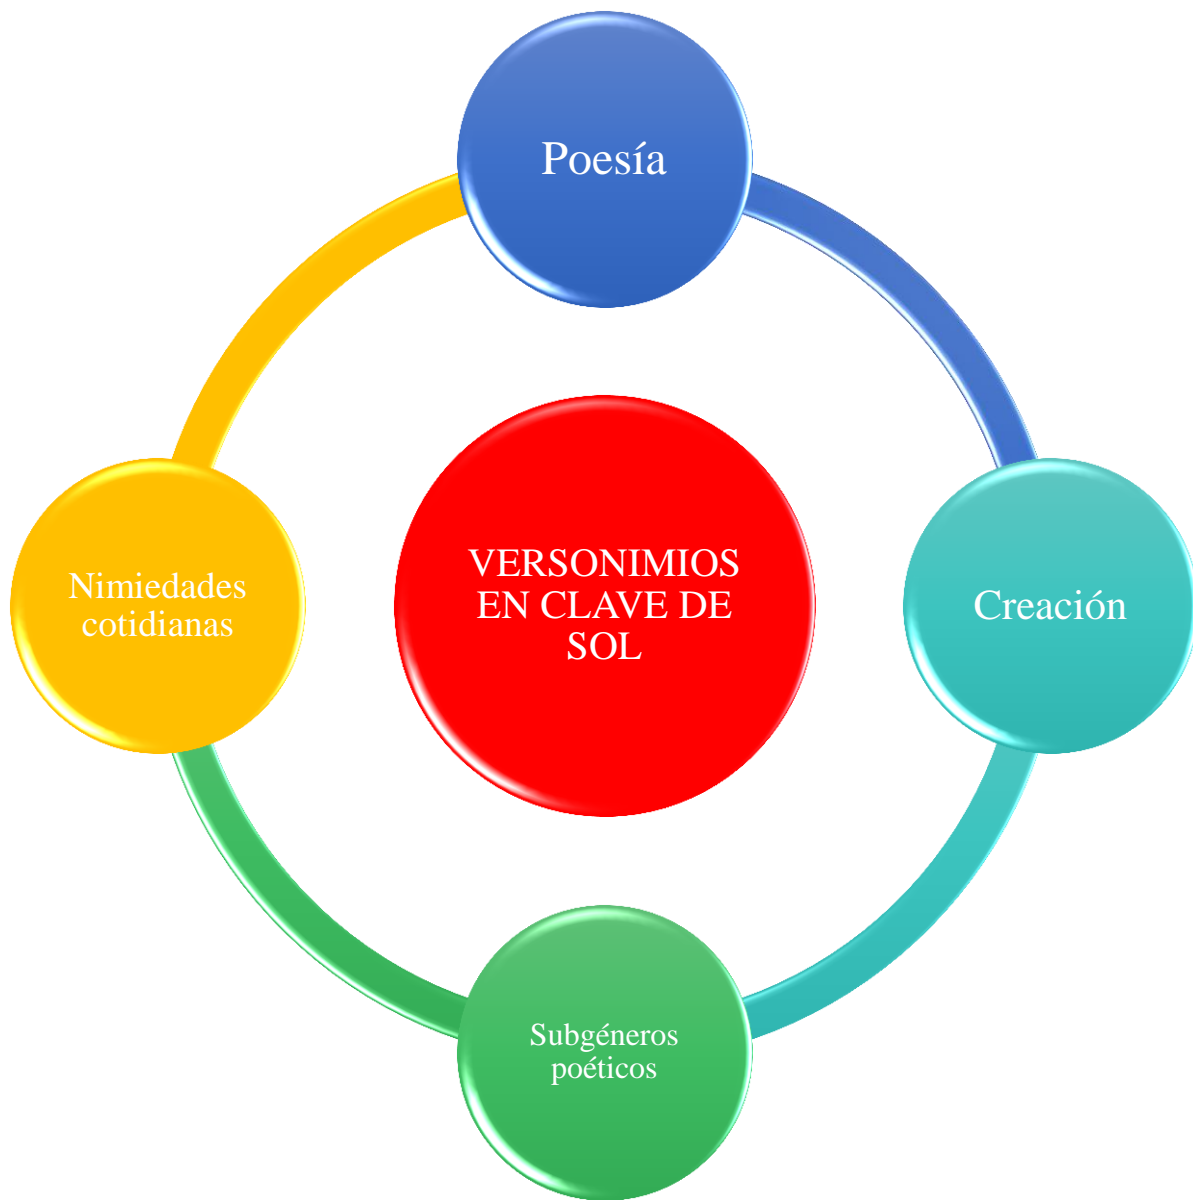 Poesía
Nimiedades
cotidianas
VERSONIMIOS
EN CLAVE DE
SOL
Creación
Subgéneros
poéticos